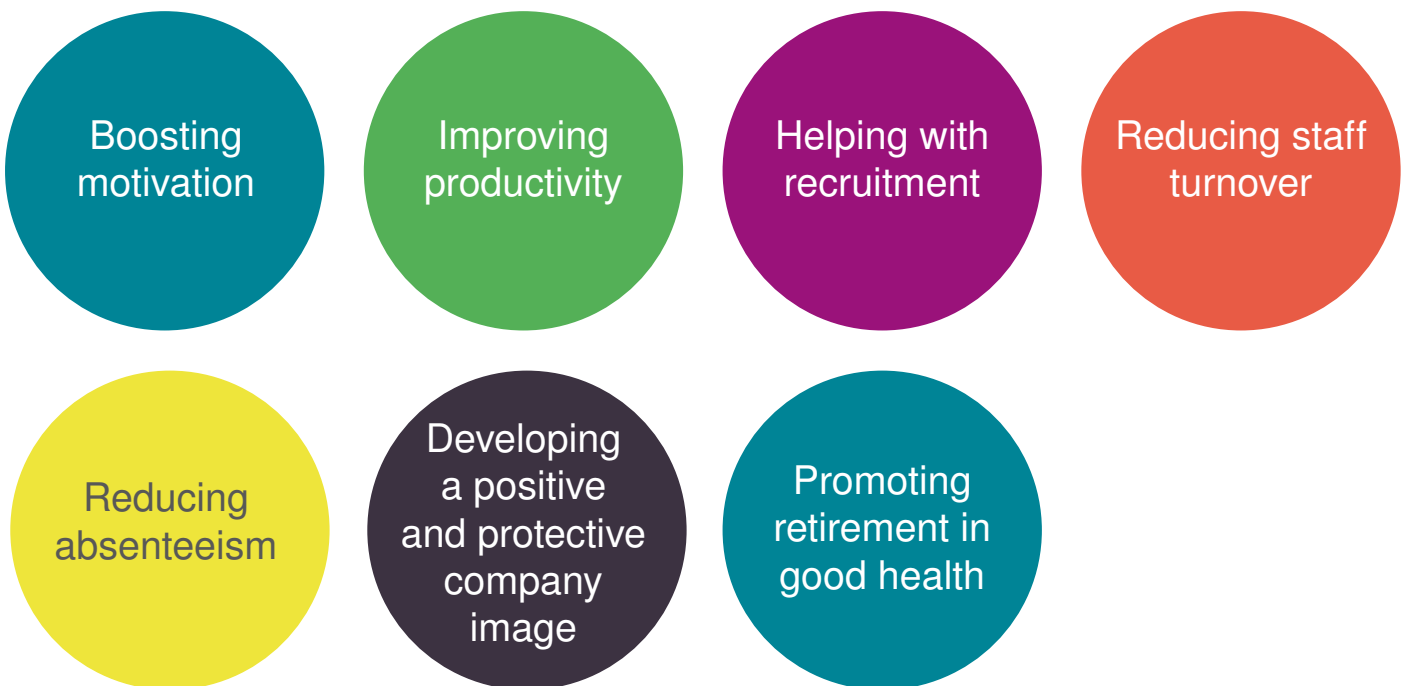 Boosting
motivation
Improving
productivity
Helping with
recruitment
Reducing staff
turnover
Reducing
absenteeism
Developing
a positive
and protective
company
image
Promoting
retirement in
good health